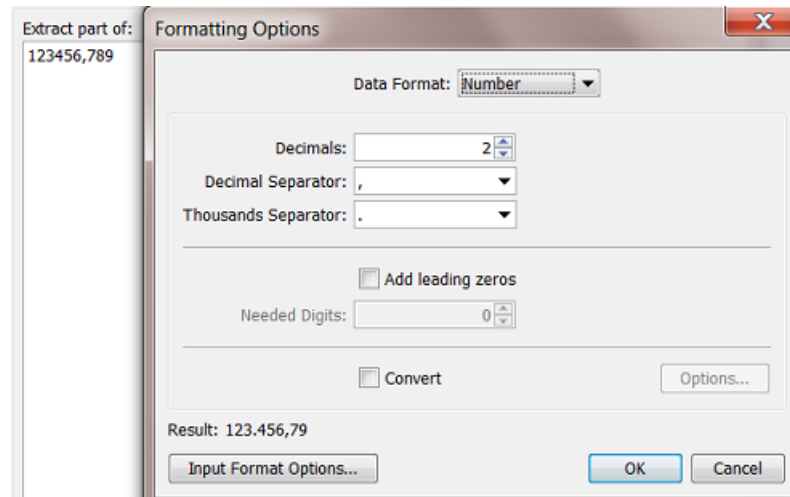 Extract part of:
123456,789
Formatting Options
X
Data Format: Number
Decimals: 2
Decimal Separator: ,
Thousands Separator: .
Add leading zeros
Needed Digits: 0
Convert
Options...
Result: 123.456,79
Input Format Options...
OK
Cancel